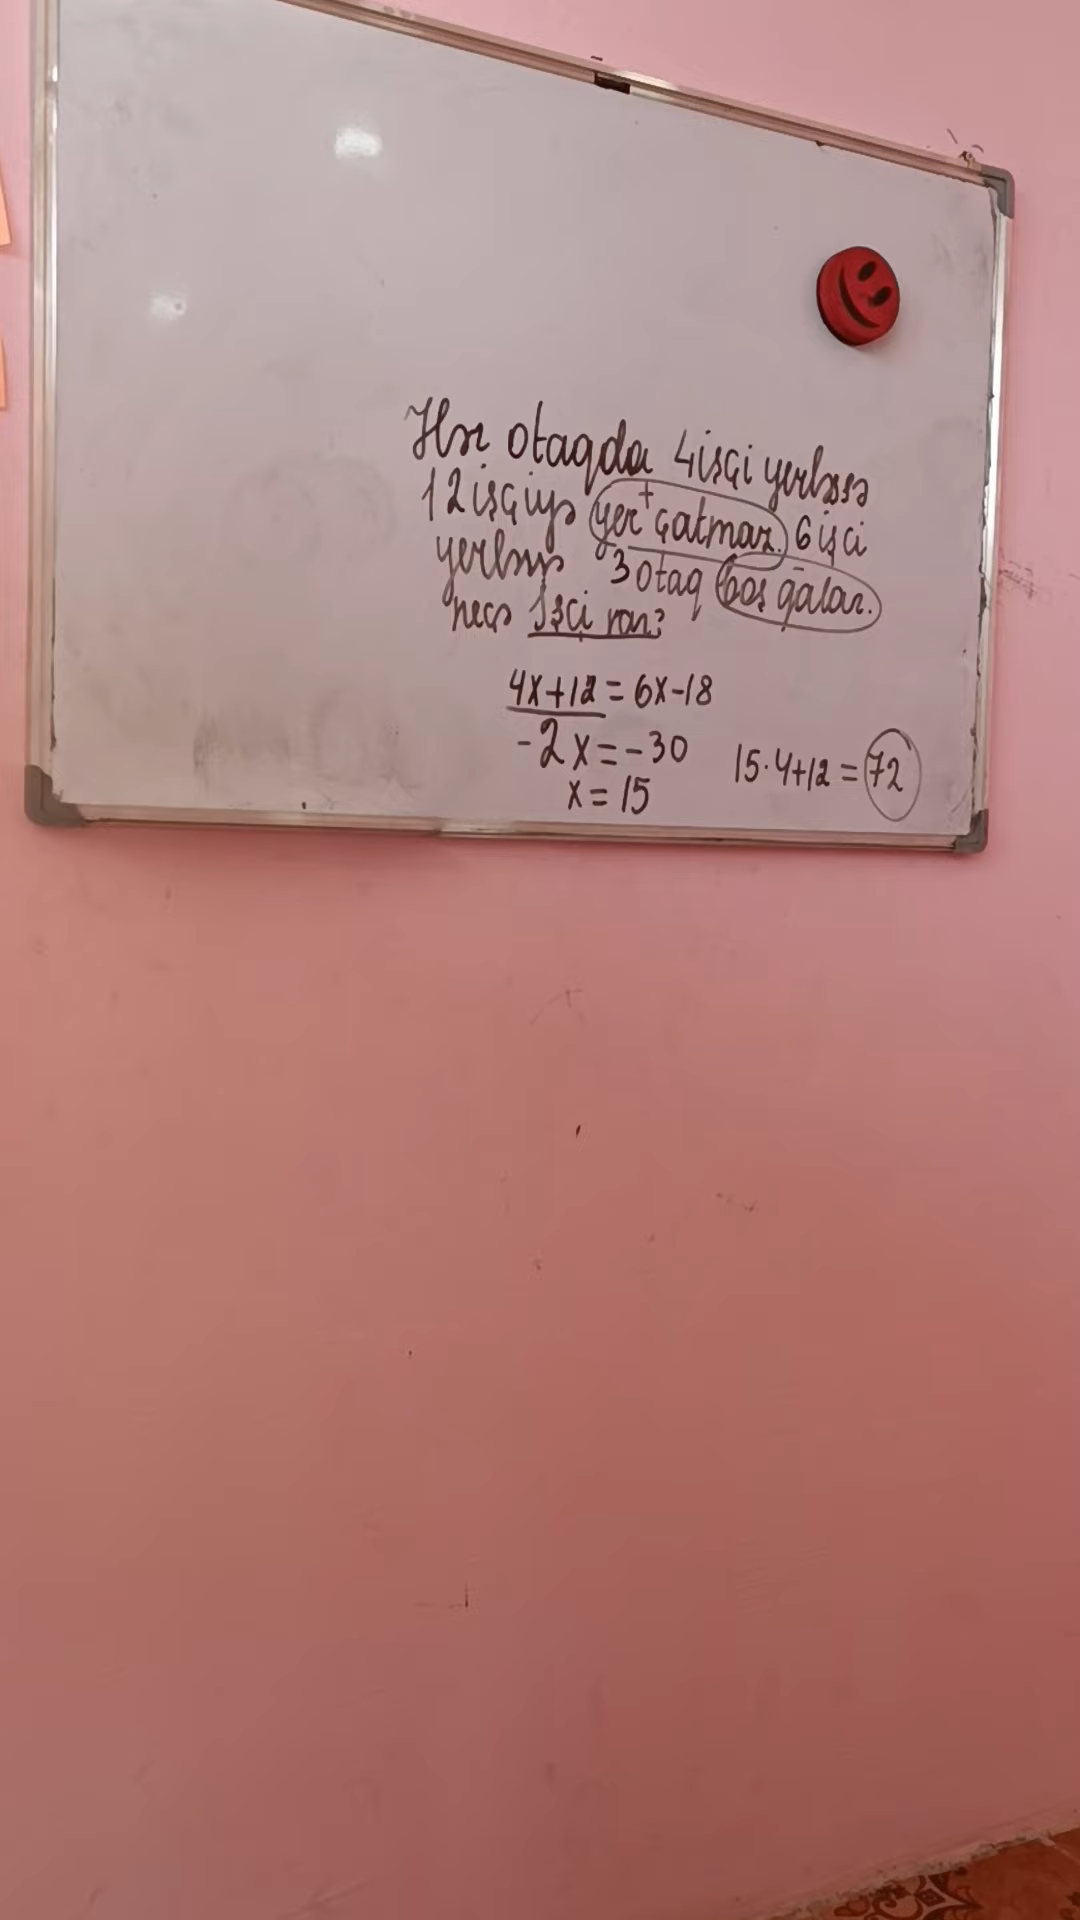 Hər otaqda 4 işçi yerləşsə
12 işçiyə yer çatmaz. 6 işçi
yerləşsə 3 otaq boş qalar.
neçə işçi var?
+
-
4x+12 = 6x-18
-2x = -30
x = 15
15·4+12 = 72